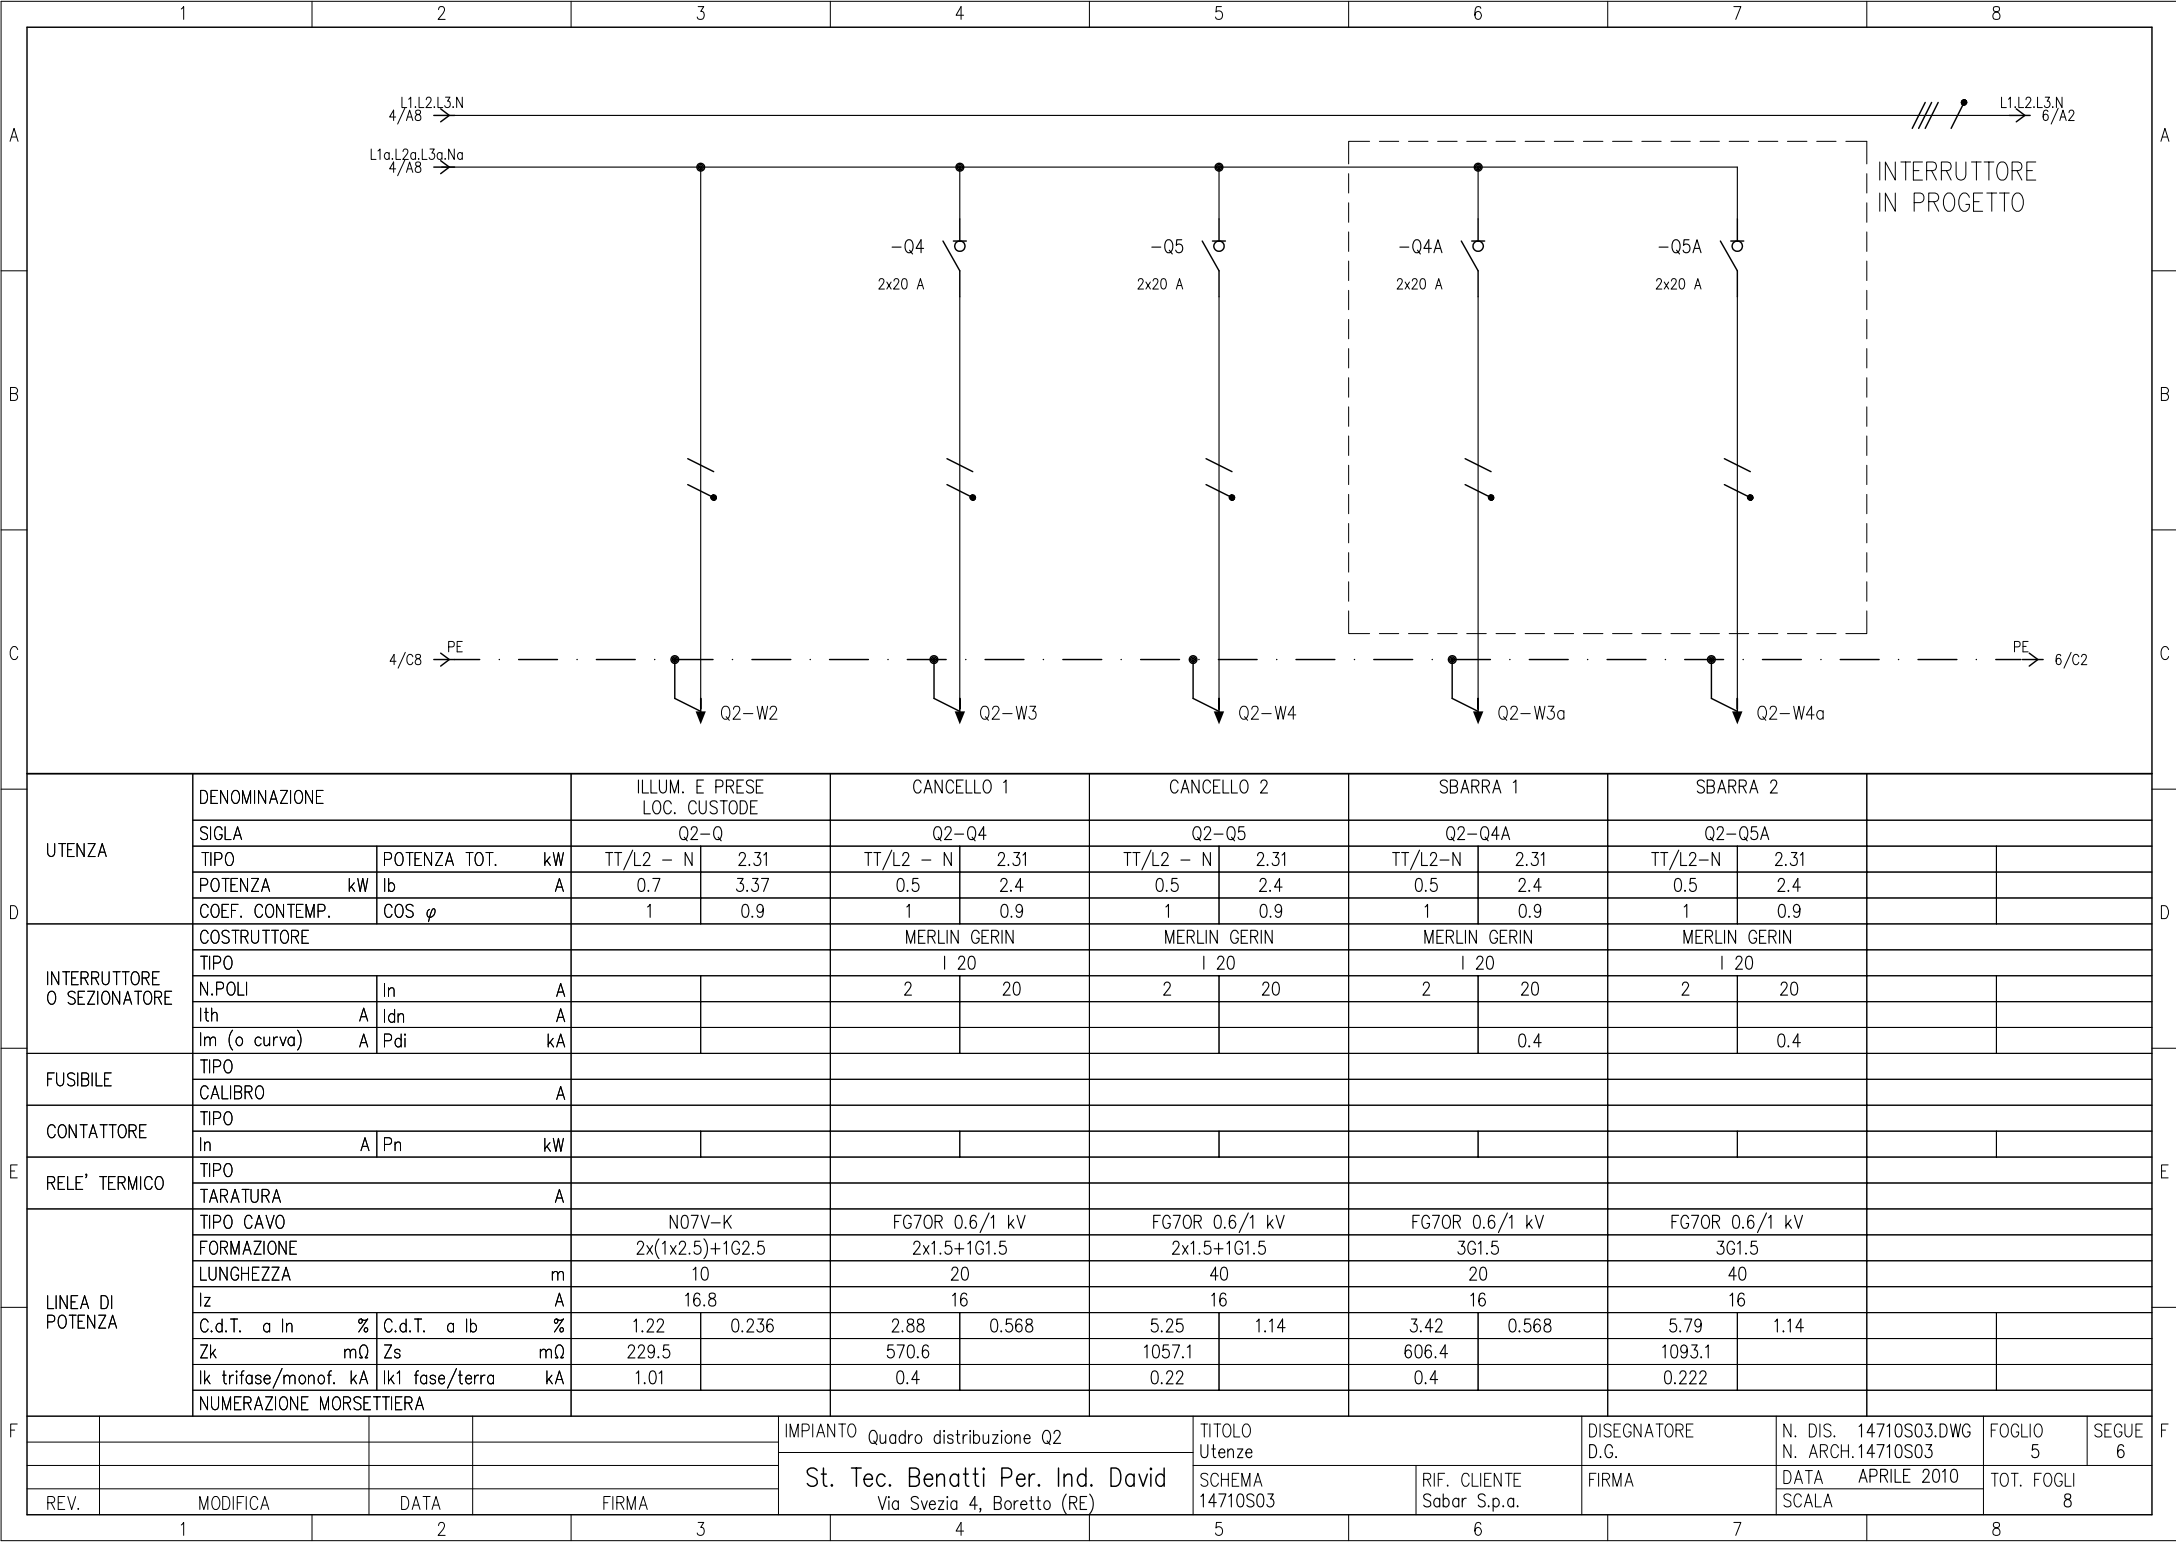 1 2 3 4 5 6 7 8
L1.L2.L3.N
4/A8
L1.L2.L3.N
6/A2
A A
L1a.L2a.L3a.Na
4/A8
INTERRUTTORE
IN PROGETTO
-Q4 -Q5 -Q4A -Q5A
2x20 A 2x20 A 2x20 A 2x20 A
B B
C C
4/C8 PE PE 6/C2
Q2-W2 Q2-W3 Q2-W4 Q2-W3a Q2-W4a
UTENZA
DENOMINAZIONE ILLUM. E PRESE LOC. CUSTODE CANCELLO 1 CANCELLO 2 SBARRA 1 SBARRA 2
SIGLA Q2-Q Q2-Q4 Q2-Q5 Q2-Q4A Q2-Q5A
TIPO POTENZA TOT. kW TT/L2 - N 2.31 TT/L2 - N 2.31 TT/L2 - N 2.31 TT/L2-N 2.31 TT/L2-N 2.31
POTENZA kW Ib A 0.7 3.37 0.5 2.4 0.5 2.4 0.5 2.4 0.5 2.4
D D
COEF. CONTEMP. COS φ 1 0.9 1 0.9 1 0.9 1 0.9 1 0.9
INTERRUTTORE
O SEZIONATORE
COSTRUTTORE MERLIN GERIN MERLIN GERIN MERLIN GERIN MERLIN GERIN
TIPO I 20 I 20 I 20 I 20
N.POLI In A 2 20 2 20 2 20 2 20
Ith A Idn A
Im (o curva) A Pdi kA 0.4 0.4
FUSIBILE
TIPO
CALIBRO A
CONTATTORE
TIPO
In A Pn kW
E E
RELE' TERMICO
TIPO
TARATURA A
LINEA DI
POTENZA
TIPO CAVO N07V-K FG7OR 0.6/1 kV FG7OR 0.6/1 kV FG7OR 0.6/1 kV FG7OR 0.6/1 kV
FORMAZIONE 2x(1x2.5)+1G2.5 2x1.5+1G1.5 2x1.5+1G1.5 3G1.5 3G1.5
LUNGHEZZA m 10 20 40 20 40
Iz A 16.8 16 16 16 16
C.d.T. a In % C.d.T. a Ib % 1.22 0.236 2.88 0.568 5.25 1.14 3.42 0.568 5.79 1.14
Zk mΩ Zs mΩ 229.5 570.6 1057.1 606.4 1093.1
Ik trifase/monof. kA Ik1 fase/terra kA 1.01 0.4 0.22 0.4 0.222
NUMERAZIONE MORSETTIERA
F F
REV. MODIFICA DATA FIRMA
IMPIANTO Quadro distribuzione Q2
St. Tec. Benatti Per. Ind. David
Via Svezia 4, Boretto (RE)
TITOLO
Utenze
SCHEMA
14710S03
RIF. CLIENTE
Sabar S.p.a.
DISEGNATORE
D.G.
FIRMA
N. DIS. 14710S03.DWG
N. ARCH.14710S03
DATA APRILE 2010
SCALA
FOGLIO
5
SEGUE
6
TOT. FOGLI
8
1 2 3 4 5 6 7 8